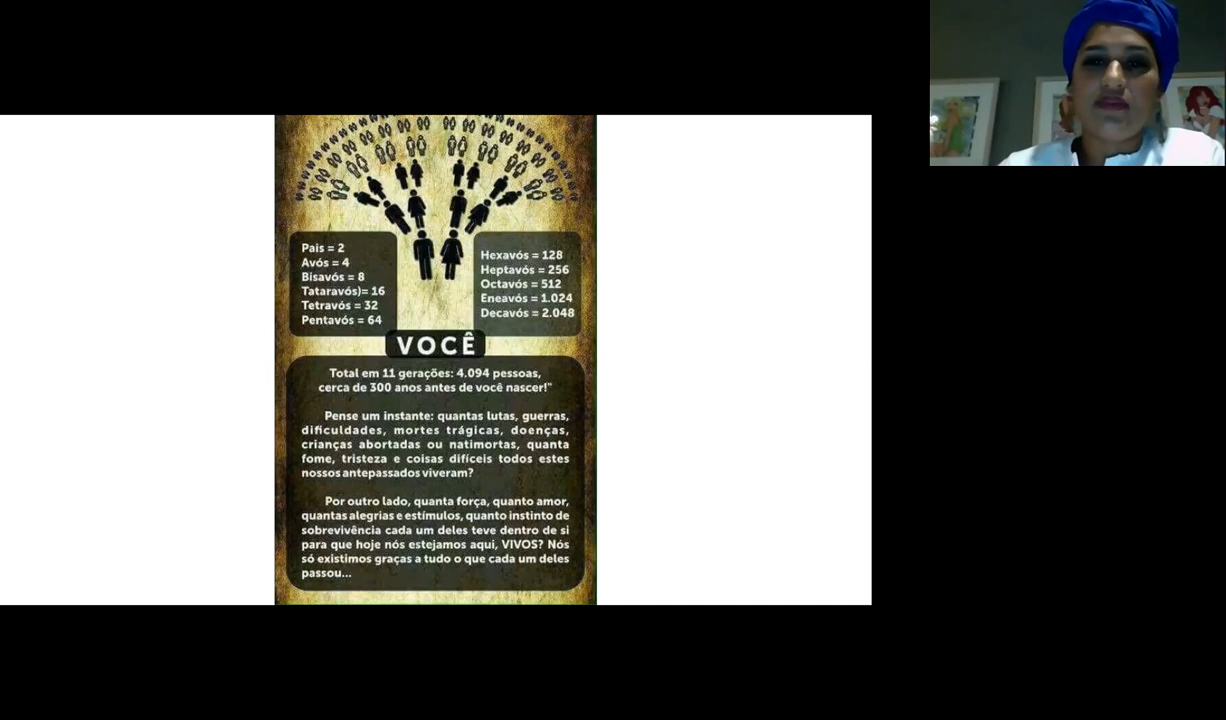 Pais = 2
Avós = 4
Bisavós = 8
Tataravós)= 16
Tetravós = 32
Pentavós = 64
Hexavós = 128
Heptavós = 256
Octavós = 512
Eneavós = 1.024
Decavós = 2.048
VOCÊ
Total em 11 gerações: 4.094 pessoas,
cerca de 300 anos antes de você nascer!"
Pense um instante: quantas lutas, guerras,
dificuldades, mortes trágicas, doenças,
crianças abortadas ou natimortas, quanta
fome, tristeza e coisas difíceis todos estes
nossos antepassados viveram?
Por outro lado, quanta força, quanto amor,
quantas alegrias e estímulos, quanto instinto de
sobrevivência cada um deles teve dentro de si
para que hoje nós estejamos aqui, VIVOS? Nós
só existimos graças a tudo o que cada um deles
passou...